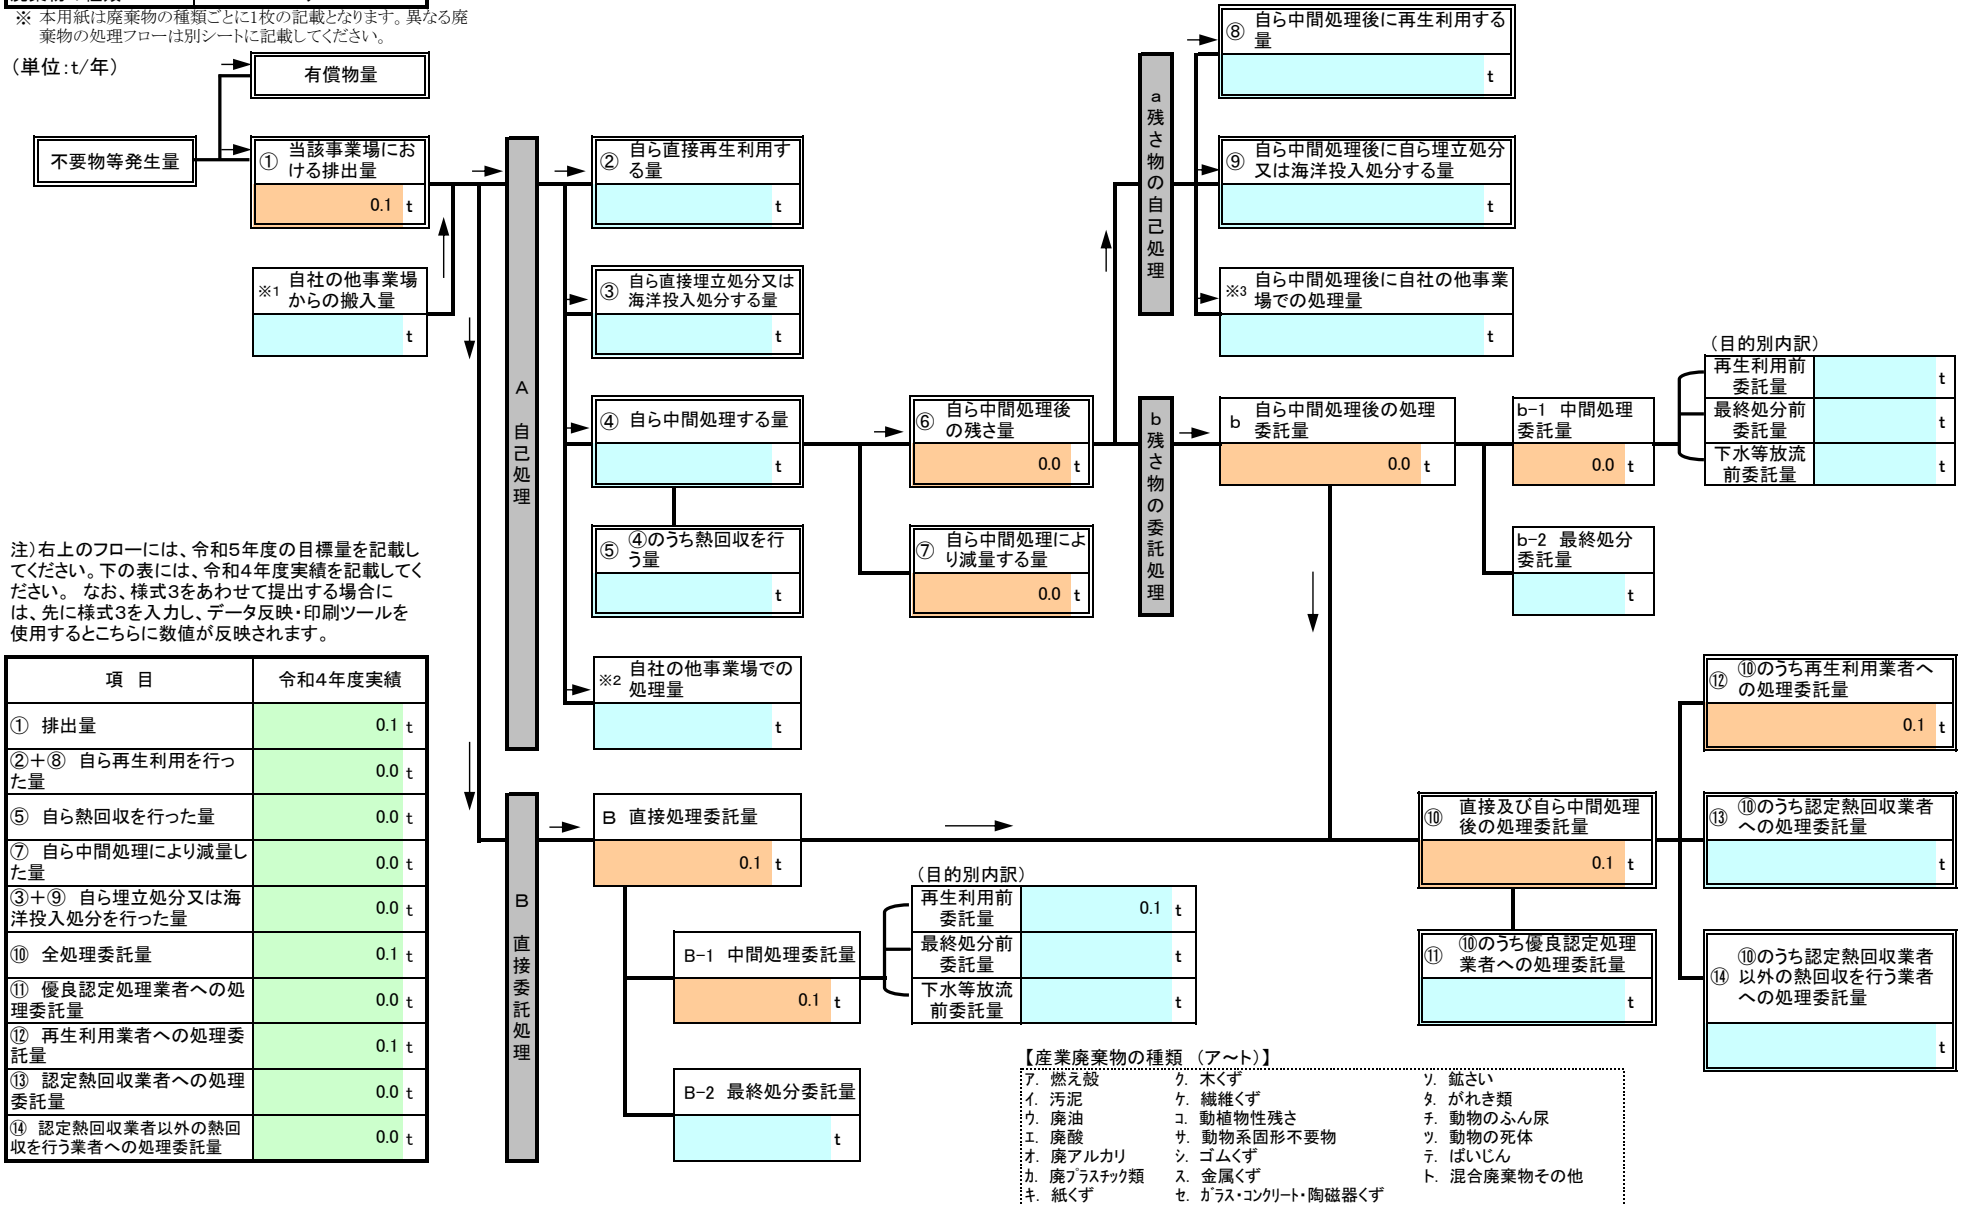 ※ 本用紙は廃棄物の種類ごとに1枚の記載となります。異なる廃
棄物の処理フローは別シートに記載してください。
(単位:t/年)
有償物量
不要物等発生量
① 当該事業場にお
ける排出量
0.1 t
※1 自社の他事業場
からの搬入量
t
A 自己処理
② 自ら直接再生利用す
る量
t
③ 自ら直接埋立処分又は
海洋投入処分する量
t
④ 自ら中間処理する量
t
⑤ ④のうち熱回収を行
う量
t
※2 自社の他事業場での
処理量
t
⑥ 自ら中間処理後
の残さ量
0.0 t
⑦ 自ら中間処理によ
り減量する量
0.0 t
a 残さ物の自己処理
⑧ 自ら中間処理後に再生利用する
量
t
⑨ 自ら中間処理後に自ら埋立処分
又は海洋投入処分する量
t
※3 自ら中間処理後に自社の他事業
場での処理量
t
b 残さ物の委託処理
b 自ら中間処理後の処理
委託量
0.0 t
b-1 中間処理
委託量
0.0 t
(目的別内訳)
再生利用前
委託量
t
最終処分前
委託量
t
下水等放流
前委託量
t
b-2 最終処分
委託量
t
注)右上のフローには、令和5年度の目標量を記載し
てください。下の表には、令和4年度実績を記載してく
ださい。 なお、様式3をあわせて提出する場合に
は、先に様式3を入力し、データ反映・印刷ツールを
使用するとこちらに数値が反映されます。
項 目 令和4年度実績
① 排出量 0.1 t
②+⑧ 自ら再生利用を行っ
た量
0.0 t
⑤ 自ら熱回収を行った量 0.0 t
⑦ 自ら中間処理により減量し
た量
0.0 t
③+⑨ 自ら埋立処分又は海
洋投入処分を行った量
0.0 t
⑩ 全処理委託量 0.1 t
⑪ 優良認定処理業者への処
理委託量
0.0 t
⑫ 再生利用業者への処理委
託量
0.1 t
⑬ 認定熱回収業者への処理
委託量
0.0 t
⑭ 認定熱回収業者以外の熱回
収を行う業者への処理委託量
0.0 t
B 直接委託処理
B 直接処理委託量
0.1 t
B-1 中間処理委託量
0.1 t
(目的別内訳)
再生利用前
委託量
0.1 t
最終処分前
委託量
t
下水等放流
前委託量
t
B-2 最終処分委託量
t
⑩ 直接及び自ら中間処理
後の処理委託量
0.1 t
⑪ ⑩のうち優良認定処理
業者への処理委託量
t
⑫ ⑩のうち再生利用業者へ
の処理委託量
0.1 t
⑬ ⑩のうち認定熱回収業者
への処理委託量
t
⑭ ⑩のうち認定熱回収業者
以外の熱回収を行う業者
への処理委託量
t
【産業廃棄物の種類 (ア～ト)】
ア. 燃え殻 ク. 木くず ソ. 鉱さい
イ. 汚泥 ケ. 繊維くず タ. がれき類
ウ. 廃油 コ. 動植物性残さ チ. 動物のふん尿
エ. 廃酸 サ. 動物系固形不要物 ツ. 動物の死体
オ. 廃アルカリ シ. ゴムくず テ. ばいじん
カ. 廃プラスチック類 ス. 金属くず ト. 混合廃棄物その他
キ. 紙くず セ. ガラス・コンクリート・陶磁器くず